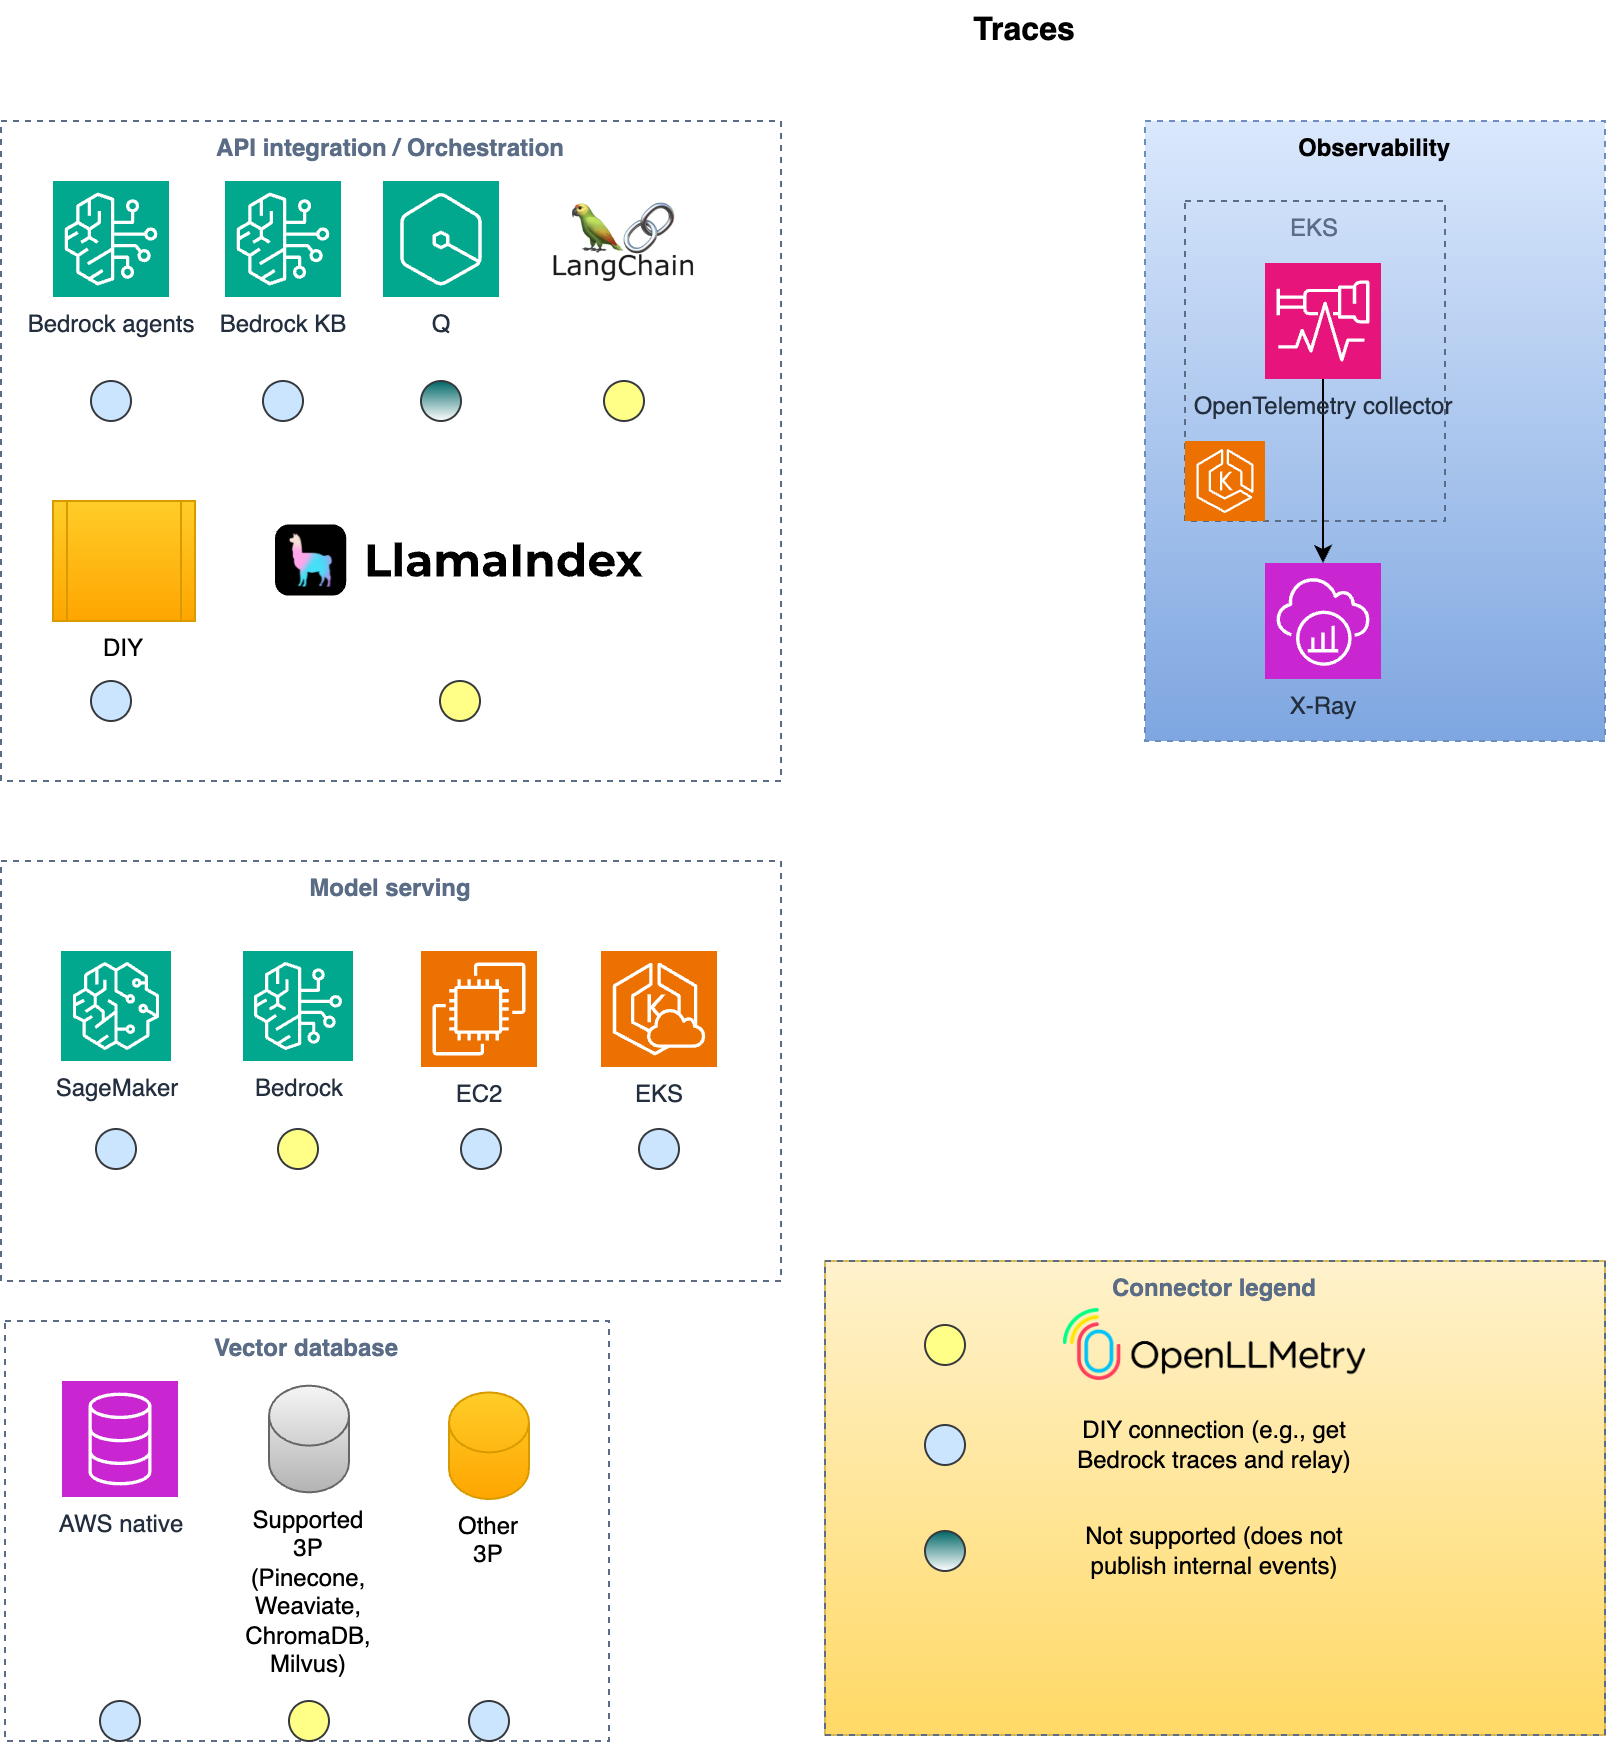 Traces
API integration / Orchestration
Bedrock agents
Bedrock KB
Q
LangChain
DIY
LlamaIndex
Observability
EKS
OpenTelemetry collector
K
X-Ray
Model serving
K
SageMaker
Bedrock
EC2
EKS
Vector database
AWS native
Supported
3P
(Pinecone,
Weaviate,
ChromaDB,
Milvus)
Other
3P
Connector legend
OpenLLMetry
DIY connection (e.g., get
Bedrock traces and relay)
Not supported (does not
publish internal events)